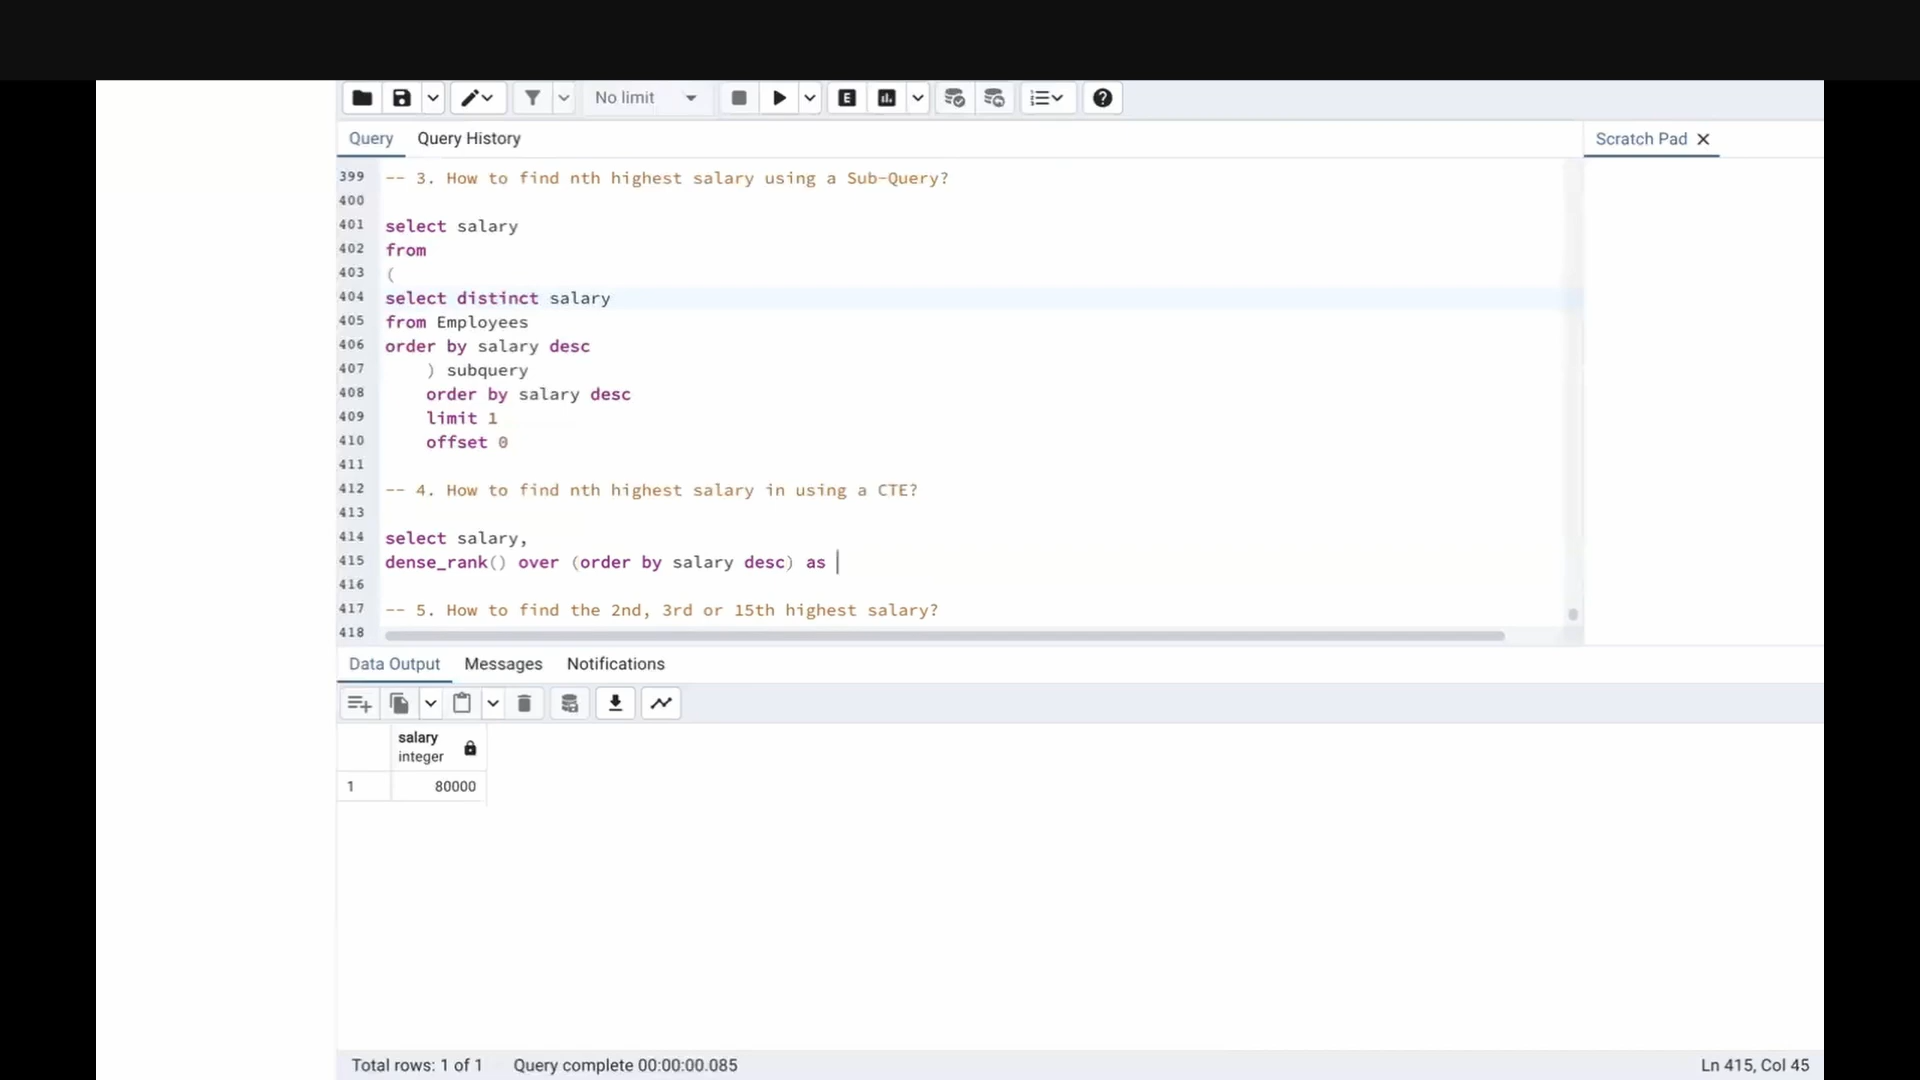 No limit
E
Query Query History Scratch Pad
399 -- 3. How to find nth highest salary using a Sub-Query?
400
401 select salary
402 from
403 (
404 select distinct salary
405 from Employees
406 order by salary desc
407 ) subquery
408 order by salary desc
409 limit 1
410 offset 0
411
412 -- 4. How to find nth highest salary in using a CTE?
413
414 select salary,
415 dense_rank() over (order by salary desc) as
416
417 -- 5. How to find the 2nd, 3rd or 15th highest salary?
418
Data Output Messages Notifications
salary
integer
1 80000
Total rows: 1 of 1 Query complete 00:00:00.085 Ln 415, Col 45